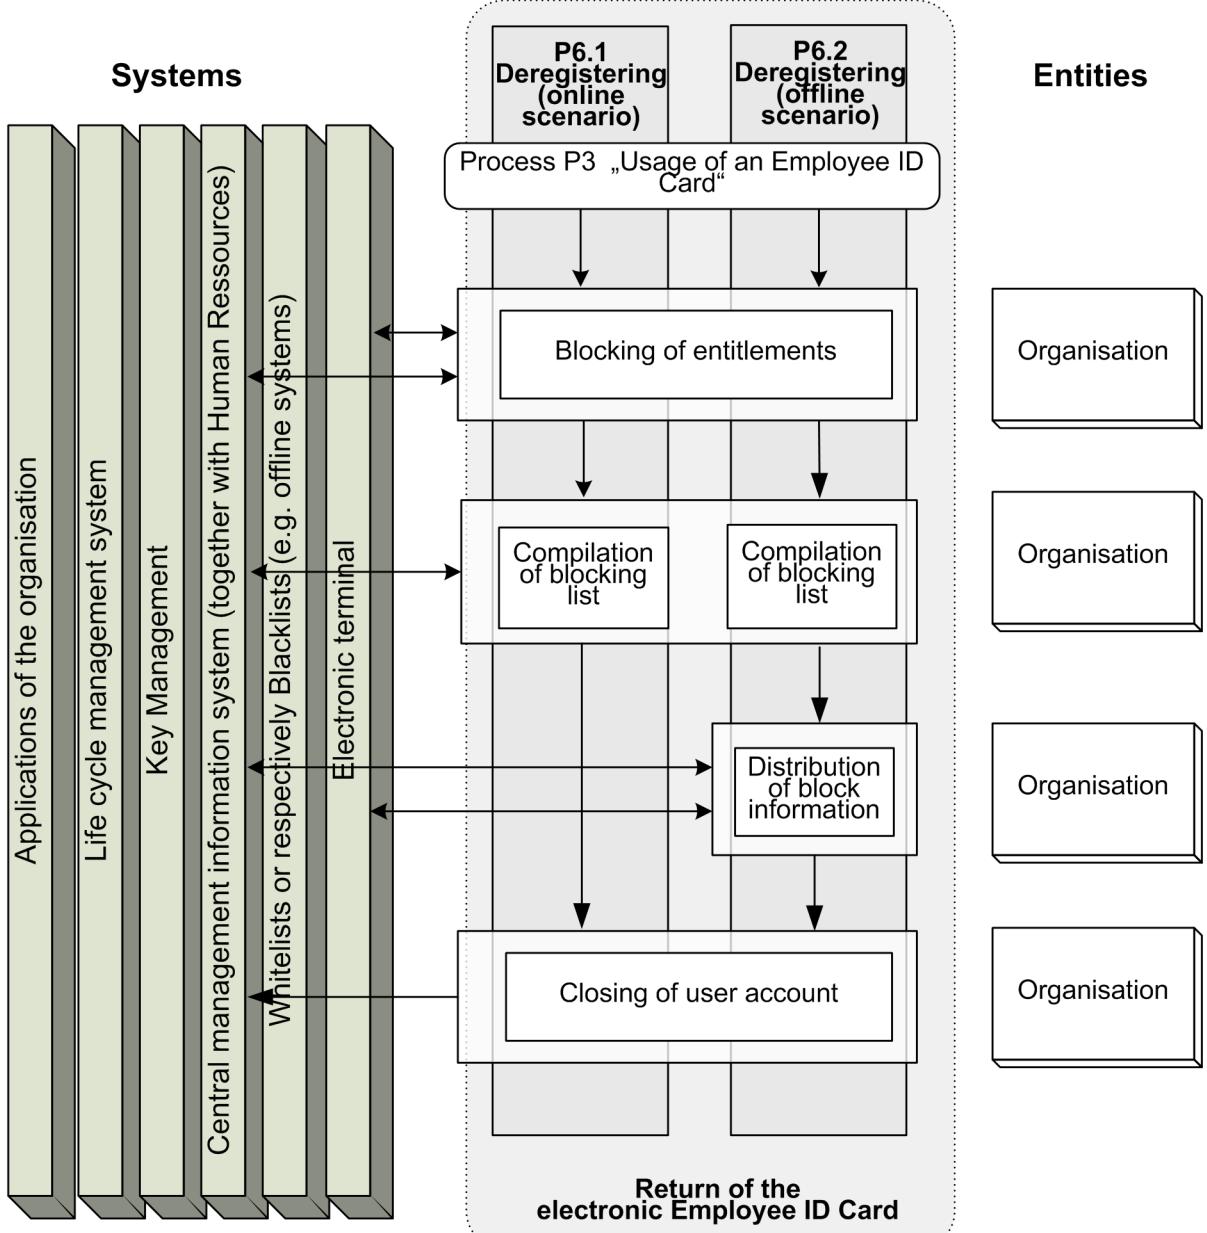 Systems
P6.1
Deregistering
(online
scenario)
P6.2
Deregistering
(offline
scenario)
Entities
Process P3 „Usage of an Employee ID
Card“
Applications of the organisation
Life cycle management system
Key Management
Central management information system (together with Human Ressources)
Whitelists or respectively Blacklists (e.g. offline systems)
Electronic terminal
Blocking of entitlements
Organisation
Compilation
of blocking
list
Compilation
of blocking
list
Organisation
Distribution
of block
information
Organisation
Closing of user account
Organisation
Return of the
electronic Employee ID Card